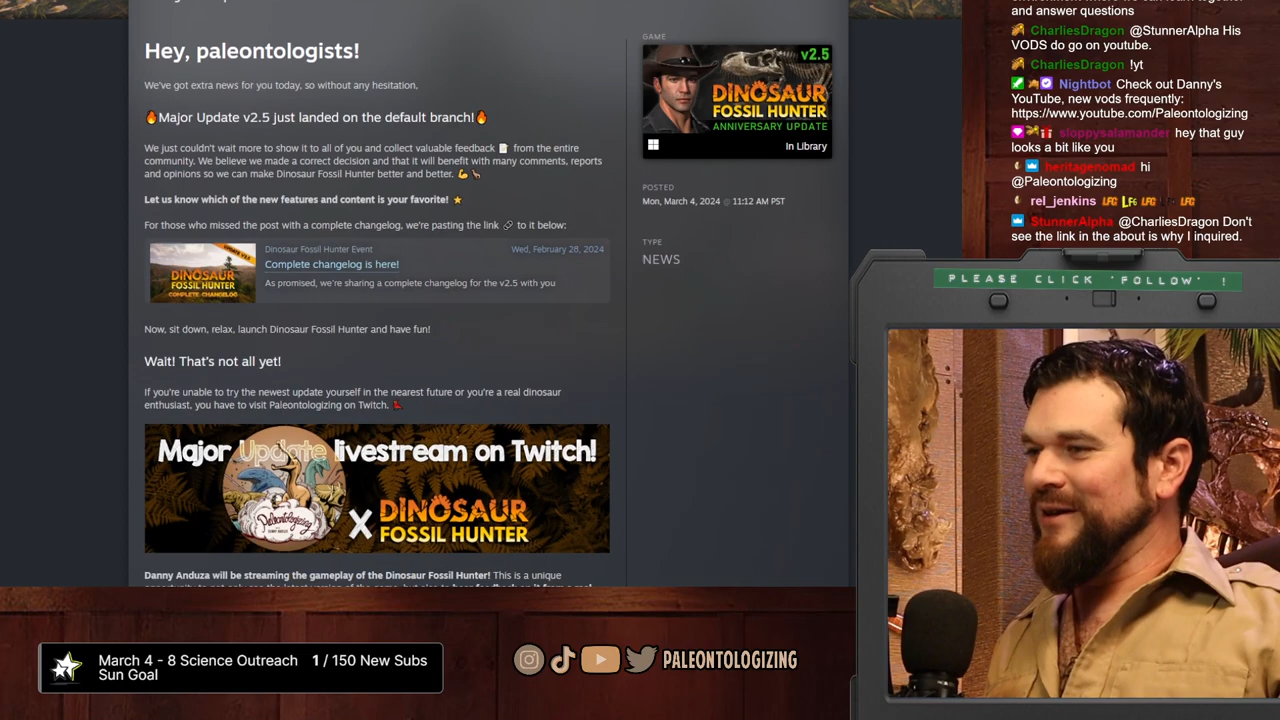 Hey, paleontologists!
We've got extra news for you today, so without any hesitation,
🔥Major Update v2.5 just landed on the default branch!🔥
We just couldn't wait more to show it to all of you and collect valuable feedback 📝 from the entire
community. We believe we made a correct decision and that it will benefit with many comments, reports
and opinions so we can make Dinosaur Fossil Hunter better and better. 💪🦕
Let us know which of the new features and content is your favorite! ⭐
For those who missed the post with a complete changelog, we're pasting the link 🔗 to it below:
Dinosaur Fossil Hunter Event
Wed, February 28, 2024
Complete changelog is here!
As promised, we're sharing a complete changelog for the v2.5 with you
DINOSAUR
FOSSIL HUNTER
COMPLETE CHANGELOG
Now, sit down, relax, launch Dinosaur Fossil Hunter and have fun!
Wait! That's not all yet!
If you're unable to try the newest update yourself in the nearest future or you're a real dinosaur
enthusiast, you have to visit Paleontologizing on Twitch.
Major Update livestream on Twitch!
Paleontologizing
X DINOSAUR
FOSSIL HUNTER
Danny Anduza will be streaming the gameplay of the Dinosaur Fossil Hunter! This is a unique
GAME
v2.5
DINOSAUR
FOSSIL HUNTER
ANNIVERSARY UPDATE
In Library
POSTED
Mon, March 4, 2024 @ 11:12 AM PST
TYPE
NEWS
and answer questions
CharliesDragon @StunnerAlpha His
VODS do go on youtube.
CharliesDragon !yt
Nightbot Check out Danny's
YouTube, new vods frequently:
https://www.youtube.com/Paleontologizing
sloppysalamander hey that guy
looks a bit like you
heritagenomad hi
@Paleontologizing
rel_jenkins LFG LFG LFG
StunnerAlpha @CharliesDragon Don't
see the link in the about is why I inquired.
PLEASE CLICK 'FOLLOW' !
March 4 - 8 Science Outreach 1 / 150 New Subs
Sun Goal
PALEONTOLOGIZING